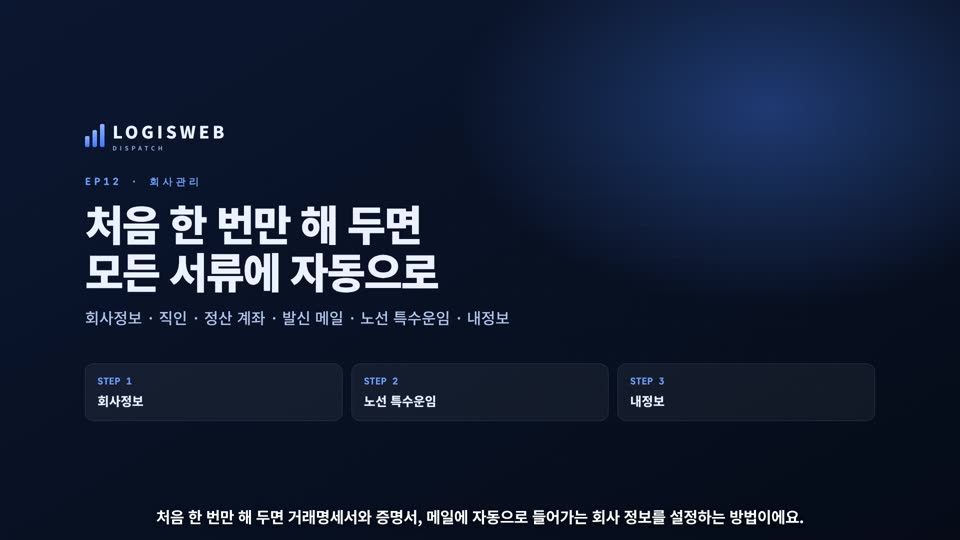 LOGISWEB
DISPATCH
EP12 · 회사관리
처음 한 번만 해 두면
모든 서류에 자동으로
회사정보 · 직인 · 정산 계좌 · 발신 메일 · 노선 특수운임 · 내정보
STEP 1
회사정보
STEP 2
노선 특수운임
STEP 3
내정보
처음 한 번만 해 두면 거래명세서와 증명서, 메일에 자동으로 들어가는 회사 정보를 설정하는 방법이에요.